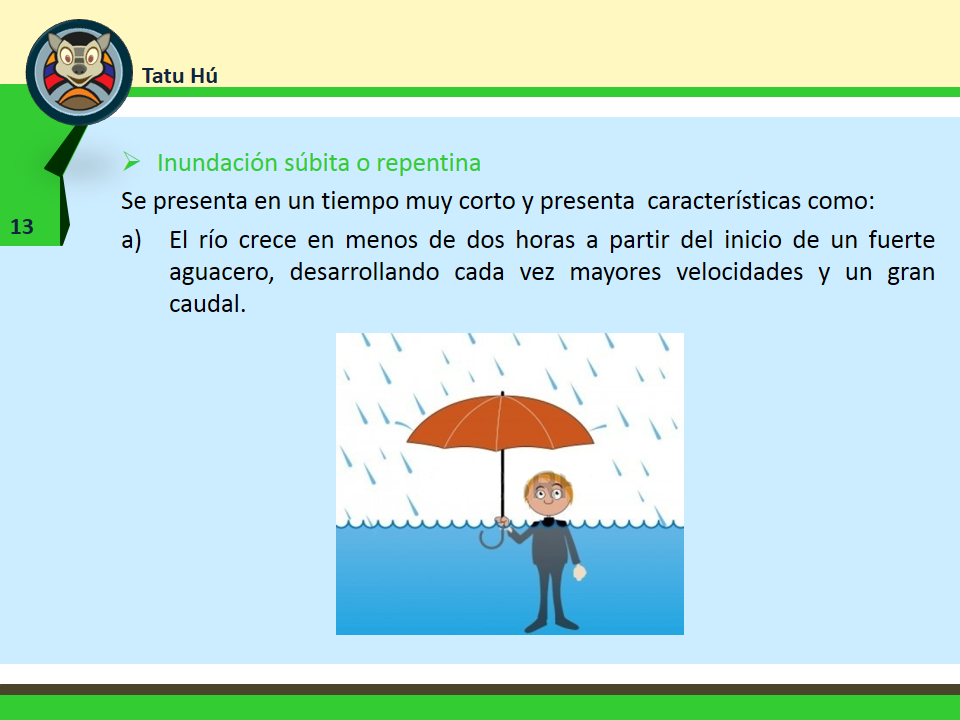 Tatu Hú
➢ Inundación súbita o repentina
Se presenta en un tiempo muy corto y presenta  características como:
a) El río crece en menos de dos horas a partir del inicio de un fuerte
aguacero, desarrollando cada vez mayores velocidades y un gran
caudal.
13